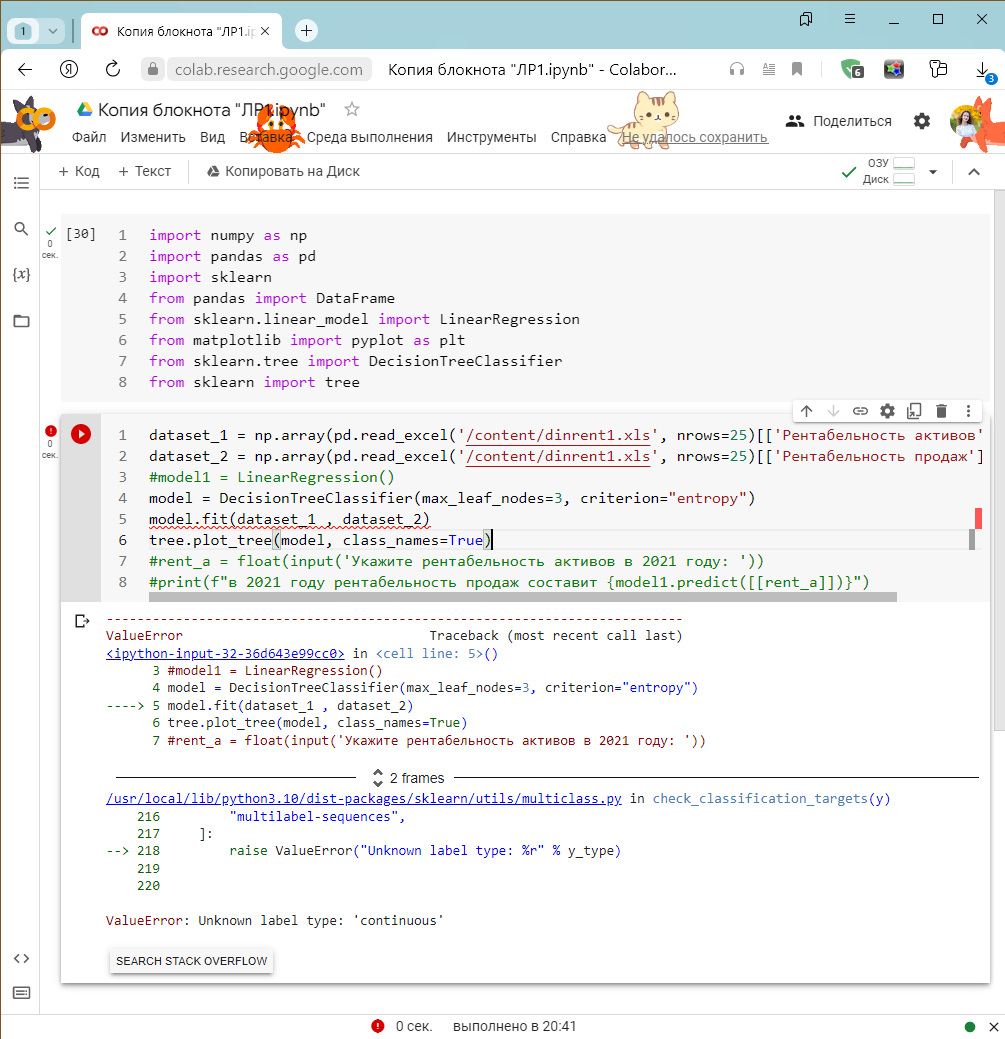 1
Копия блокнота "ЛР1.ip
colab.research.google.com
Копия блокнота "ЛР1.ipynb" - Colabor...
6
3
Копия блокнота "ЛР1.ipynb"
Файл Изменить Вид Вставка Среда выполнения Инструменты Справка Не удалось сохранить
Поделиться
+ Код + Текст Копировать на Диск
ОЗУ
Диск
[30]
0
сек.
{x}
1 import numpy as np
2 import pandas as pd
3 import sklearn
4 from pandas import DataFrame
5 from sklearn.linear_model import LinearRegression
6 from matplotlib import pyplot as plt
7 from sklearn.tree import DecisionTreeClassifier
8 from sklearn import tree
0
сек.
1 dataset_1 = np.array(pd.read_excel('/content/dinrent1.xls', nrows=25)[['Рентабельность активов'
2 dataset_2 = np.array(pd.read_excel('/content/dinrent1.xls', nrows=25)[['Рентабельность продаж']
3 #model1 = LinearRegression()
4 model = DecisionTreeClassifier(max_leaf_nodes=3, criterion="entropy")
5 model.fit(dataset_1 , dataset_2)
6 tree.plot_tree(model, class_names=True)
7 #rent_a = float(input('Укажите рентабельность активов в 2021 году: '))
8 #print(f"в 2021 году рентабельность продаж составит {model1.predict([[rent_a]])}")
---------------------------------------------------------------------------
ValueError Traceback (most recent call last)
<ipython-input-32-36d643e99cc0> in <cell line: 5>()
3 #model1 = LinearRegression()
4 model = DecisionTreeClassifier(max_leaf_nodes=3, criterion="entropy")
----> 5 model.fit(dataset_1 , dataset_2)
6 tree.plot_tree(model, class_names=True)
7 #rent_a = float(input('Укажите рентабельность активов в 2021 году: '))
2 frames
/usr/local/lib/python3.10/dist-packages/sklearn/utils/multiclass.py in check_classification_targets(y)
216 "multilabel-sequences",
217 ]:
--> 218 raise ValueError("Unknown label type: %r" % y_type)
219
220
ValueError: Unknown label type: 'continuous'
SEARCH STACK OVERFLOW
0 сек. выполнено в 20:41